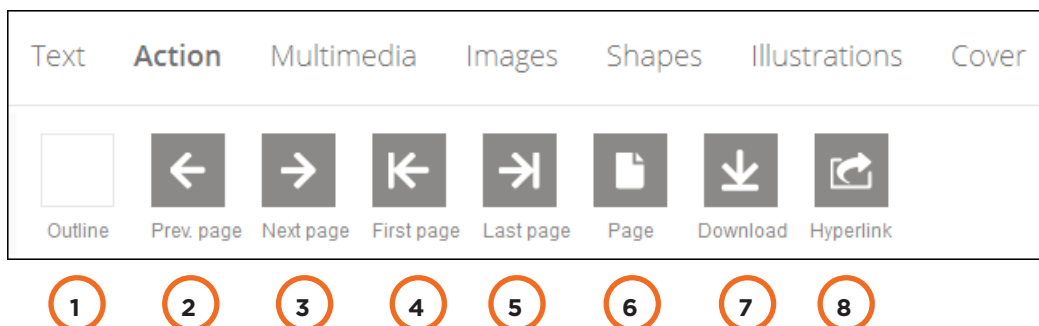 Text Action Multimedia Images Shapes Illustrations Cover
Outline Prev. page Next page First page Last page Page Download Hyperlink
1 2 3 4 5 6 7 8